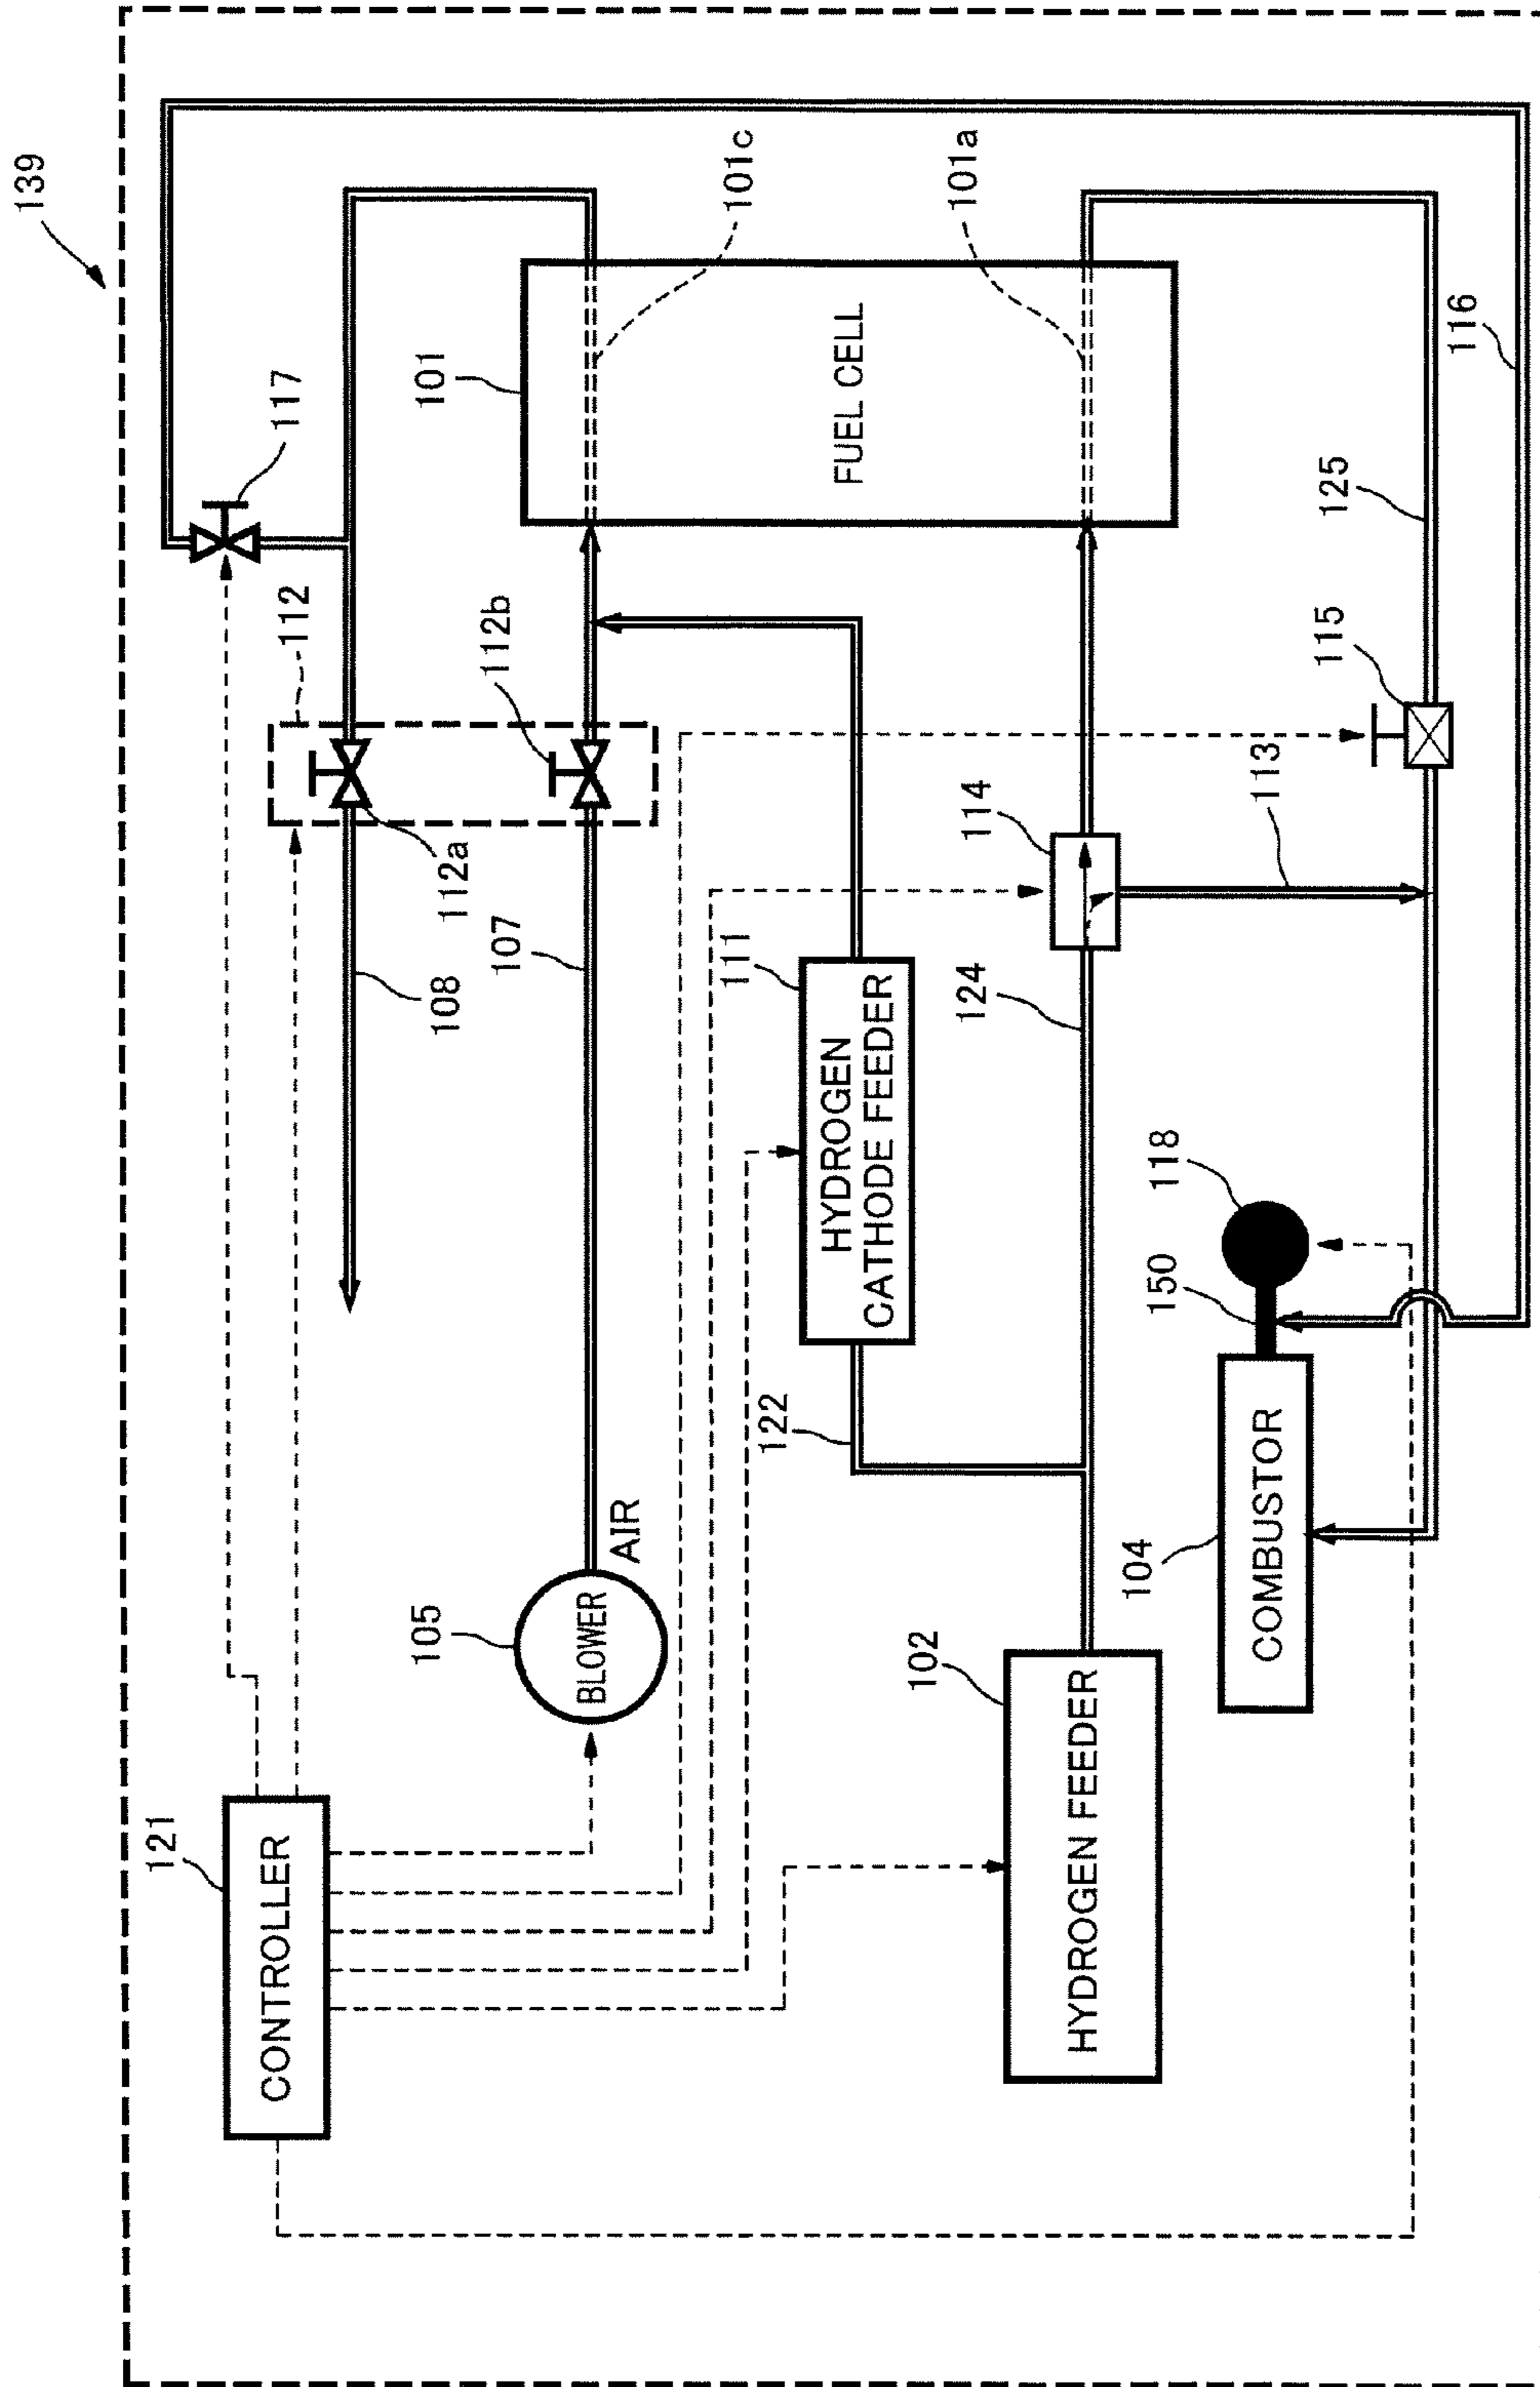 139
121
CONTROLLER
117
101
101c
112
112b
112a
108
107
105
BLOWER
AIR
FUEL CELL
101a
111
HYDROGEN
CATHODE FEEDER
122
114
124
113
115
125
116
102
HYDROGEN FEEDER
118
150
104
COMBUSTOR